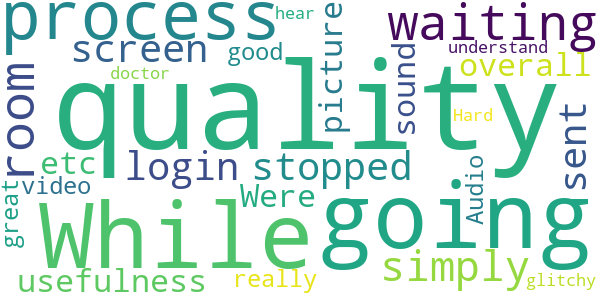 process
hear
waiting
screen
good
picture
understand
doctor
sound
overall
room
quality
Hard
sent
etc
login
stopped
video
Were
Audio
great
While
going
simply
usefulness
really
glitchy